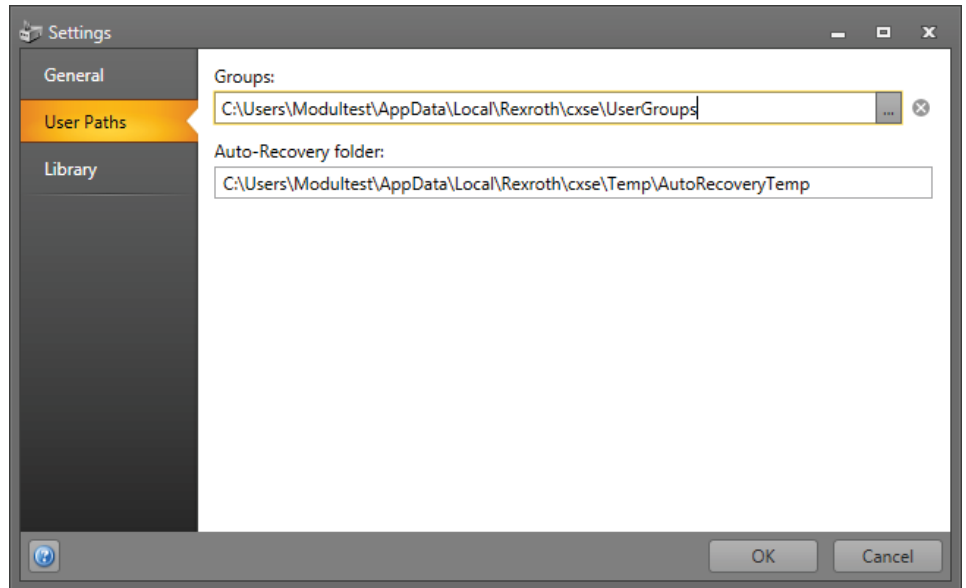 Settings
General
User Paths
Library
Groups:
C:\Users\Modultest\AppData\Local\Rexroth\cxse\UserGroups
...
Auto-Recovery folder:
C:\Users\Modultest\AppData\Local\Rexroth\cxse\Temp\AutoRecoveryTemp
OK
Cancel